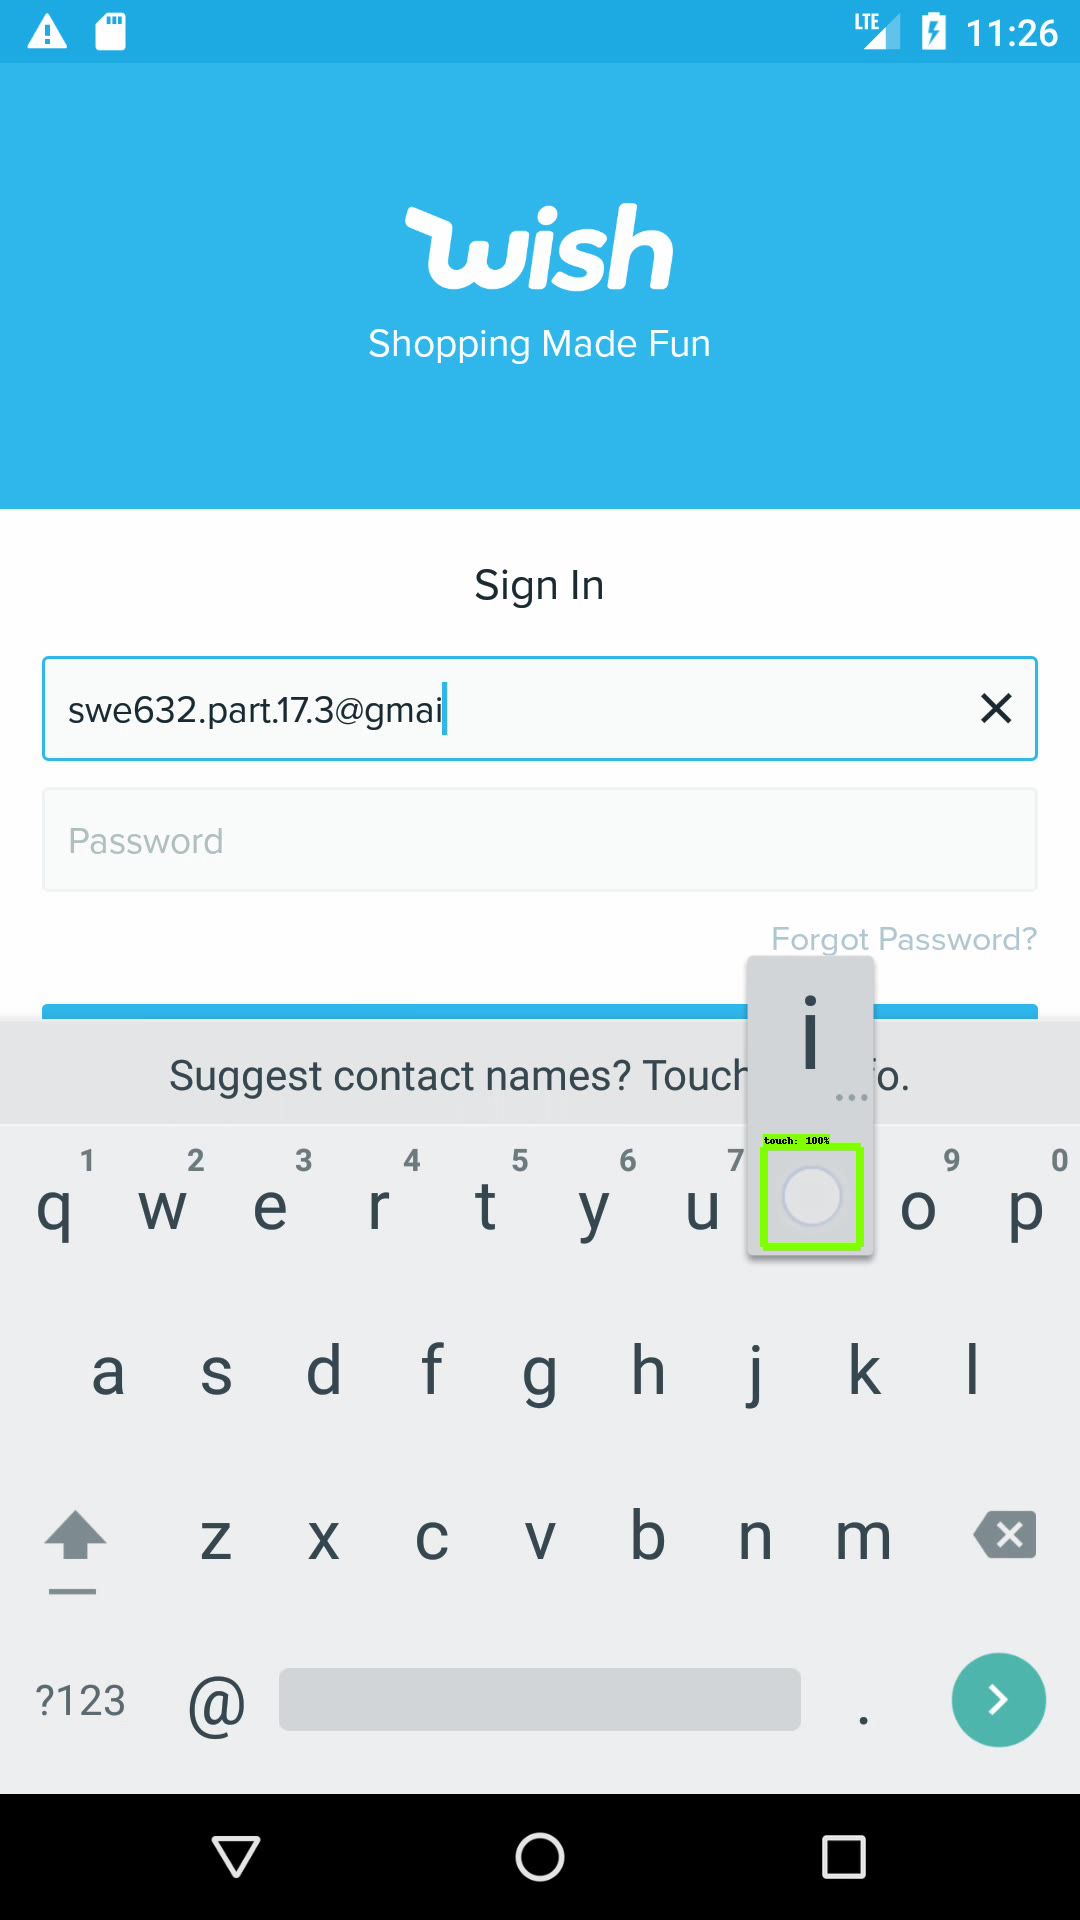 LTE 11:26
wish
Shopping Made Fun
Sign In
swe632.part.17.3@gmai
Password
Forgot Password?
i
Suggest contact names? Touch fo.
touch: 100%
1 2 3 4 5 6 7 9 0
q w e r t y u o p
a s d f g h j k l
z x c v b n m
?123 @ .